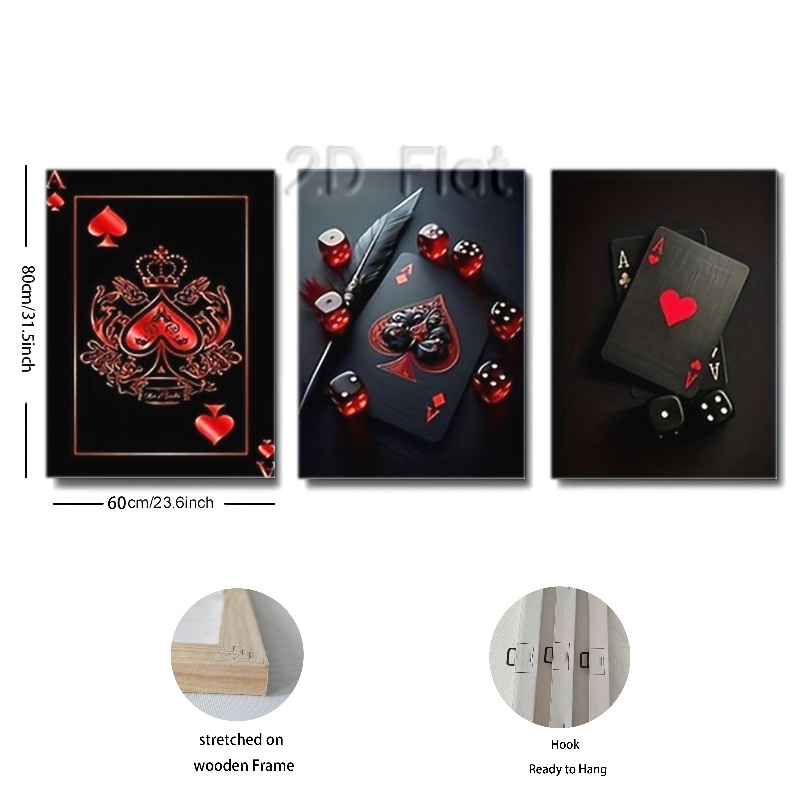 2D Flat
A
A
A
A
A
A
80cm/31.5inch
60cm/23.6inch
stretched on
wooden Frame
Hook
Ready to Hang